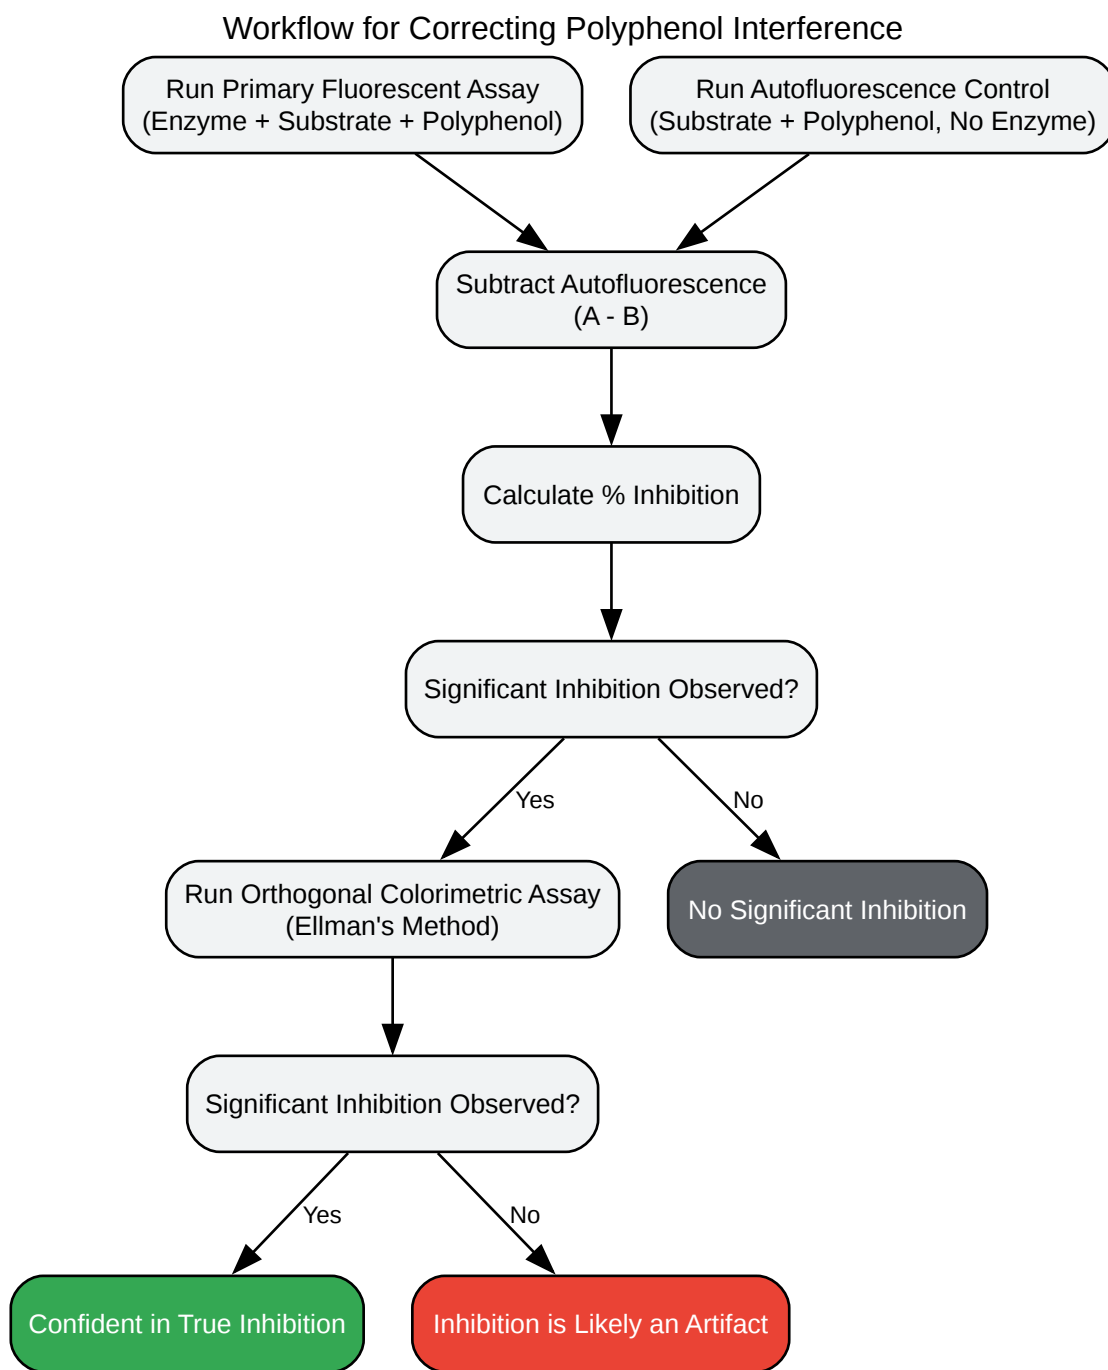 Workflow for Correcting Polyphenol Interference
Run Primary Fluorescent Assay
(Enzyme + Substrate + Polyphenol)
Run Autofluorescence Control
(Substrate + Polyphenol, No Enzyme)
Subtract Autofluorescence
(A - B)
Calculate % Inhibition
Significant Inhibition Observed?
Yes
No
Run Orthogonal Colorimetric Assay
(Ellman's Method)
No Significant Inhibition
Significant Inhibition Observed?
Yes
No
Confident in True Inhibition
Inhibition is Likely an Artifact